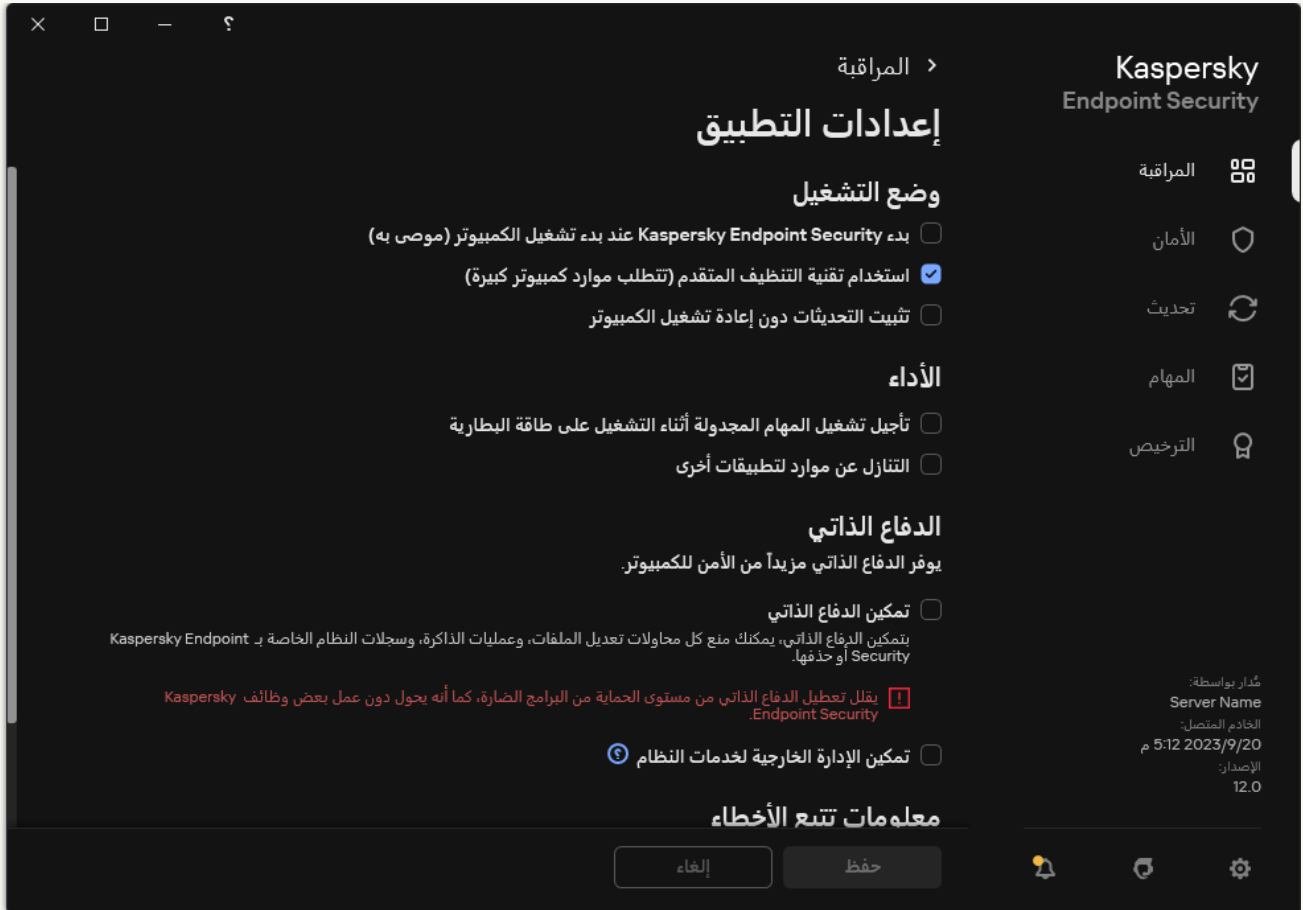 Kaspersky
Endpoint Security
المراقبة
الأمان
تحديث
المهام
الترخيص
مُدار بواسطة:
Server Name
الخادم المتصل:
2023/9/20 5:12 م
الإصدار:
12.0
المراقبة
إعدادات التطبيق
وضع التشغيل
بدء Kaspersky Endpoint Security عند بدء تشغيل الكمبيوتر (موصى به)
استخدام تقنية التنظيف المتقدم (تتطلب موارد كمبيوتر كبيرة)
تثبيت التحديثات دون إعادة تشغيل الكمبيوتر
الأداء
تأجيل تشغيل المهام المجدولة أثناء التشغيل على طاقة البطارية
التنازل عن موارد لتطبيقات أخرى
الدفاع الذاتي
يوفر الدفاع الذاتي مزيداً من الأمن للكمبيوتر.
تمكين الدفاع الذاتي
بتمكين الدفاع الذاتي، يمكنك منع كل محاولات تعديل الملفات، وعمليات الذاكرة، وسجلات النظام الخاصة بـ Kaspersky Endpoint
Security أو حذفها.
يقلل تعطيل الدفاع الذاتي من مستوى الحماية من البرامج الضارة، كما أنه يحول دون عمل بعض وظائف Kaspersky
Endpoint Security.
تمكين الإدارة الخارجية لخدمات النظام
معلومات تتبع الأخطاء
حفظ
إلغاء